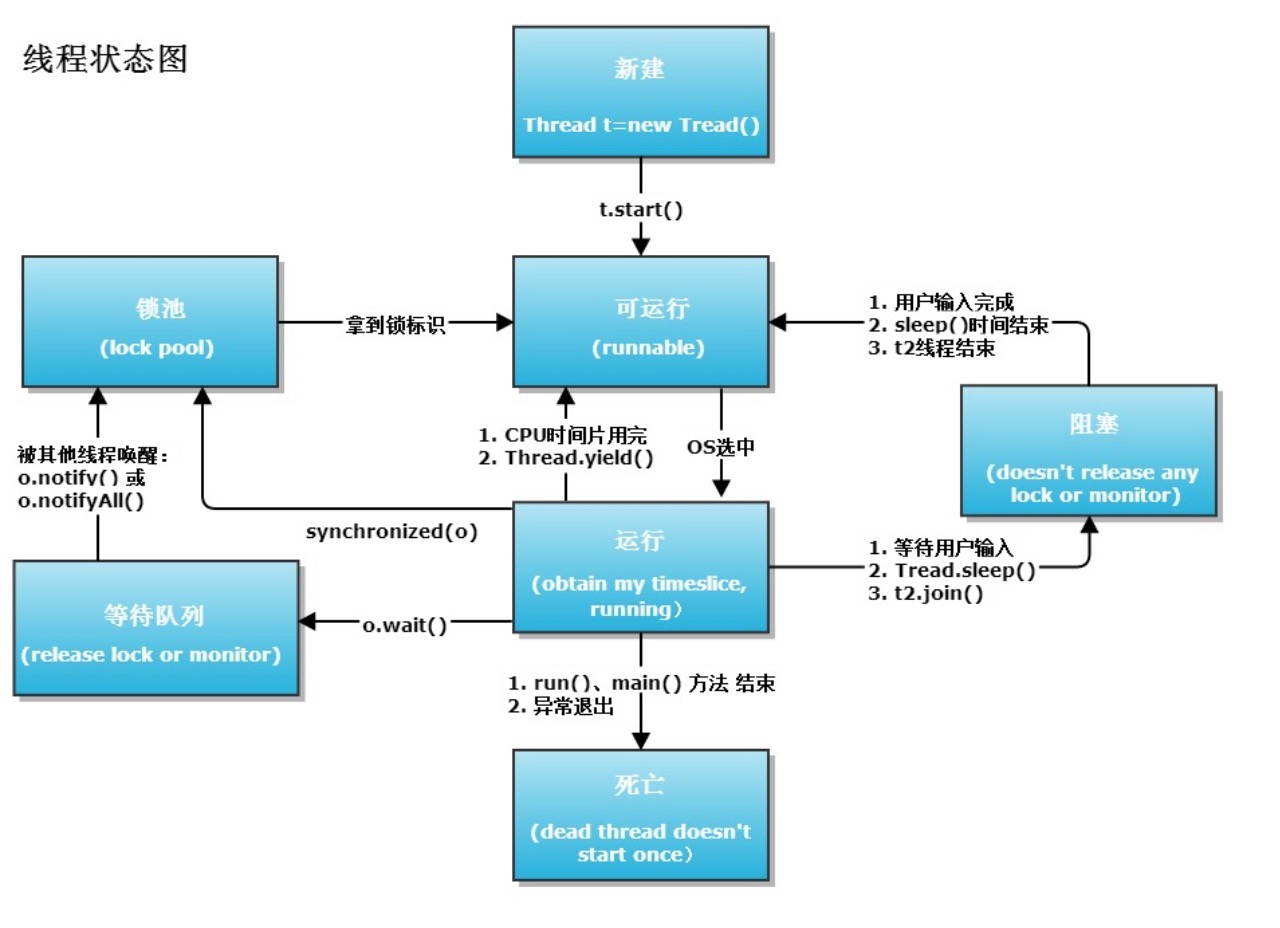 线程状态图
新建
Thread t=new Tread()
t.start()
锁池
(lock pool)
拿到锁标识
可运行
(runnable)
1. 用户输入完成
2. sleep()时间结束
3. t2线程结束
阻塞
(doesn't release any
lock or monitor)
被其他线程唤醒：
o.notify() 或
o.notifyAll()
1. CPU时间片用完
2. Thread.yield()
OS选中
synchronized(o)
运行
(obtain my timeslice,
running）
1. 等待用户输入
2. Tread.sleep()
3. t2.join()
等待队列
(release lock or monitor)
o.wait()
1. run()、main() 方法 结束
2. 异常退出
死亡
(dead thread doesn't
start once）